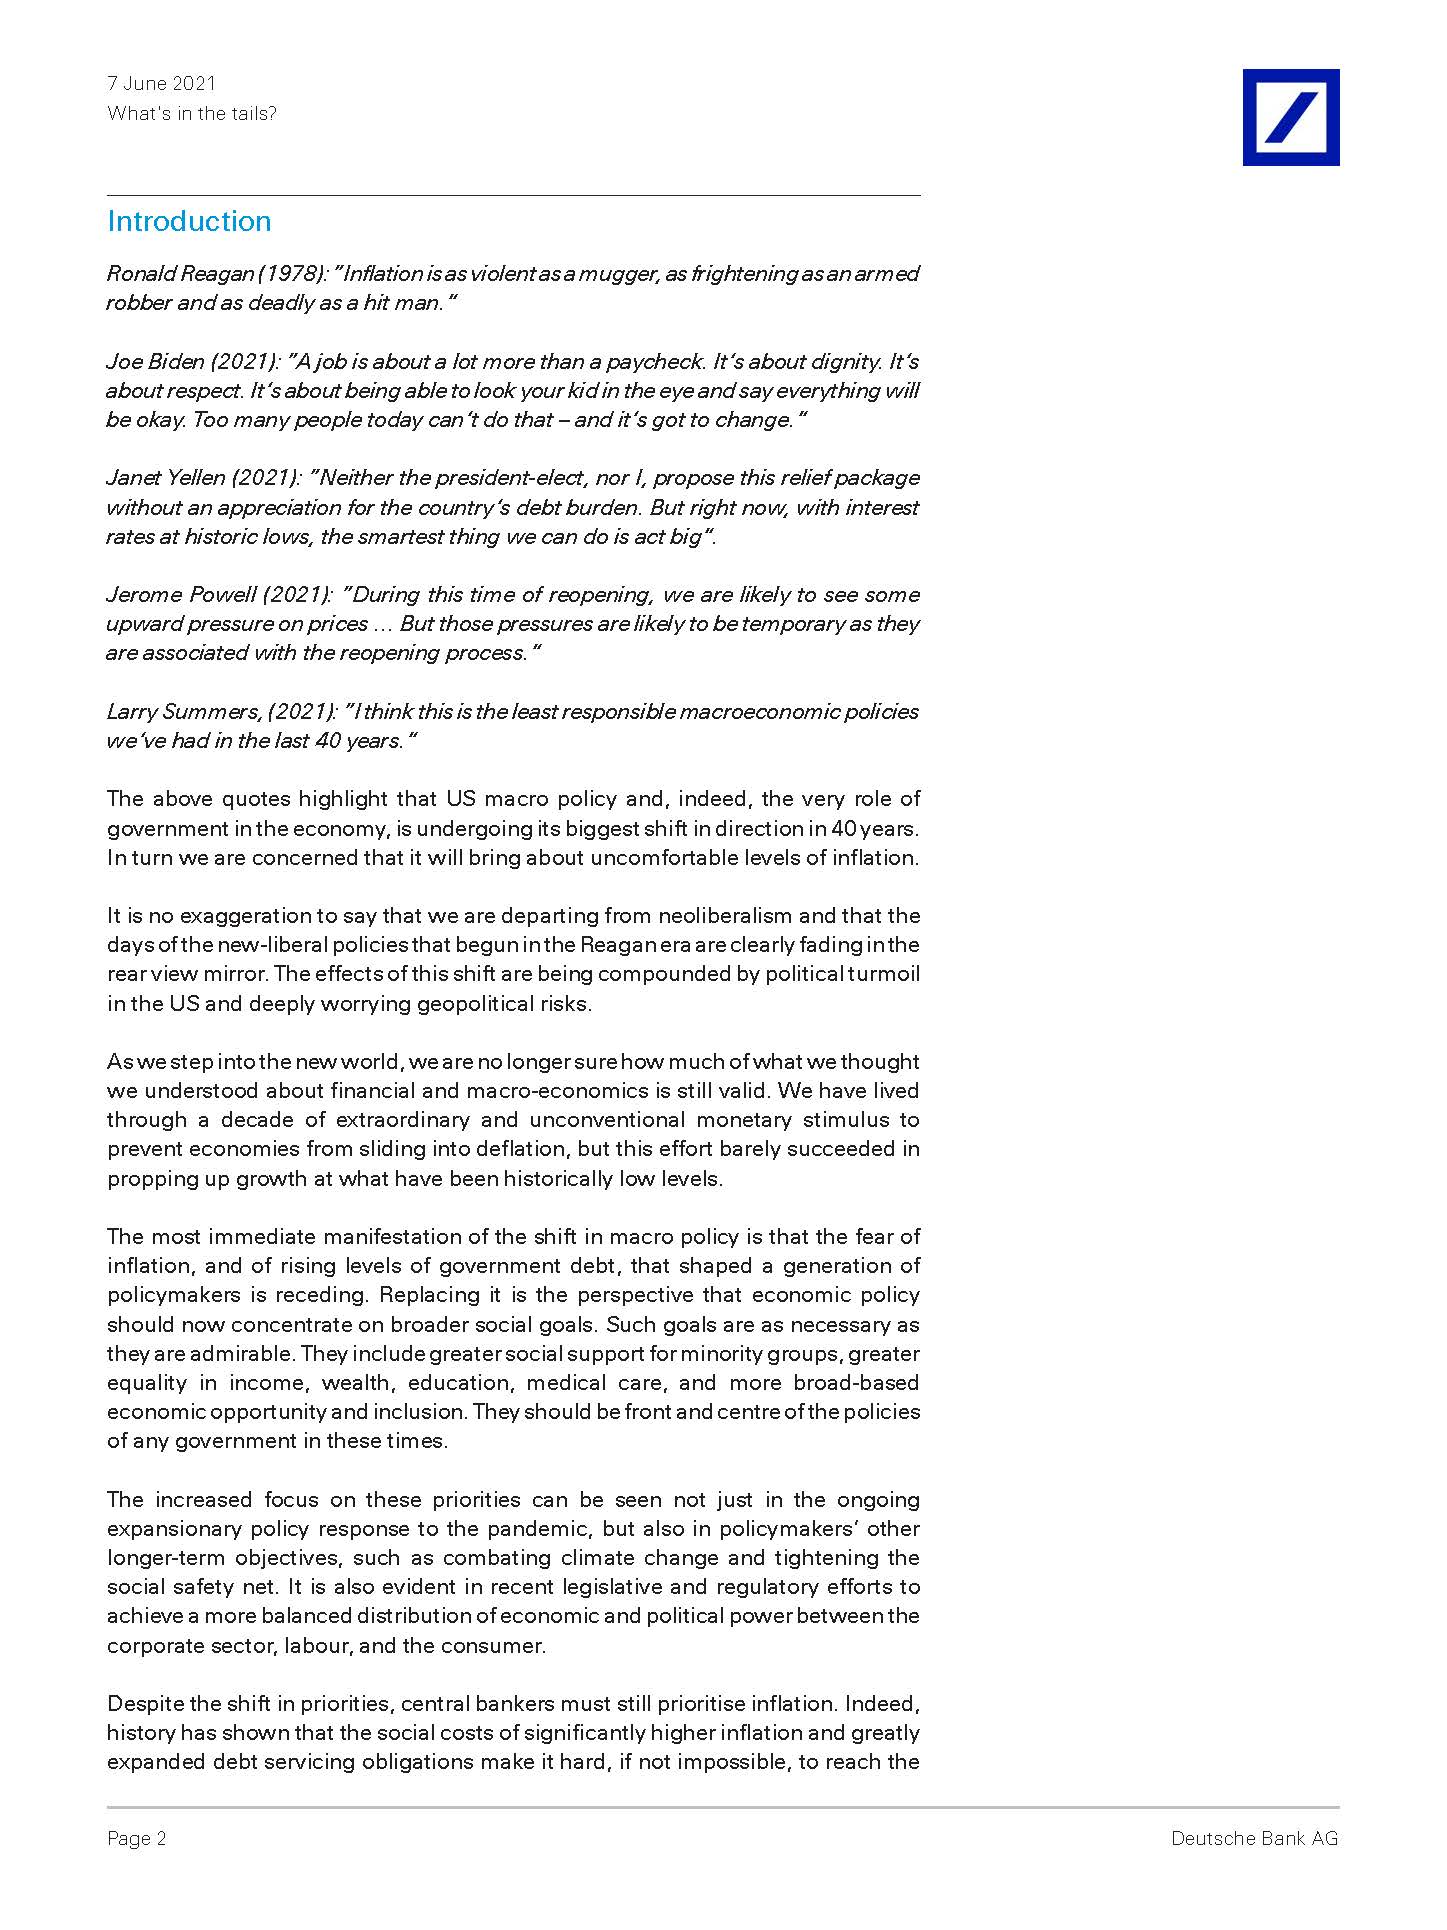 7 June 2021
What's in the tails?
Introduction
Ronald Reagan (1978): "Inflation is as violent as a mugger, as frightening as an armed
robber and as deadly as a hit man."
Joe Biden (2021): "A job is about a lot more than a paycheck. It's about dignity. It's
about respect. It's about being able to look your kid in the eye and say everything will
be okay. Too many people today can't do that – and it's got to change."
Janet Yellen (2021): "Neither the president-elect, nor I, propose this relief package
without an appreciation for the country's debt burden. But right now, with interest
rates at historic lows, the smartest thing we can do is act big".
Jerome Powell (2021): "During this time of reopening, we are likely to see some
upward pressure on prices … But those pressures are likely to be temporary as they
are associated with the reopening process."
Larry Summers, (2021): "I think this is the least responsible macroeconomic policies
we've had in the last 40 years."
The above quotes highlight that US macro policy and, indeed, the very role of
government in the economy, is undergoing its biggest shift in direction in 40 years.
In turn we are concerned that it will bring about uncomfortable levels of inflation.
It is no exaggeration to say that we are departing from neoliberalism and that the
days of the new-liberal policies that begun in the Reagan era are clearly fading in the
rear view mirror. The effects of this shift are being compounded by political turmoil
in the US and deeply worrying geopolitical risks.
As we step into the new world, we are no longer sure how much of what we thought
we understood about financial and macro-economics is still valid. We have lived
through a decade of extraordinary and unconventional monetary stimulus to
prevent economies from sliding into deflation, but this effort barely succeeded in
propping up growth at what have been historically low levels.
The most immediate manifestation of the shift in macro policy is that the fear of
inflation, and of rising levels of government debt, that shaped a generation of
policymakers is receding. Replacing it is the perspective that economic policy
should now concentrate on broader social goals. Such goals are as necessary as
they are admirable. They include greater social support for minority groups, greater
equality in income, wealth, education, medical care, and more broad-based
economic opportunity and inclusion. They should be front and centre of the policies
of any government in these times.
The increased focus on these priorities can be seen not just in the ongoing
expansionary policy response to the pandemic, but also in policymakers' other
longer-term objectives, such as combating climate change and tightening the
social safety net. It is also evident in recent legislative and regulatory efforts to
achieve a more balanced distribution of economic and political power between the
corporate sector, labour, and the consumer.
Despite the shift in priorities, central bankers must still prioritise inflation. Indeed,
history has shown that the social costs of significantly higher inflation and greatly
expanded debt servicing obligations make it hard, if not impossible, to reach the
Page 2
Deutsche Bank AG